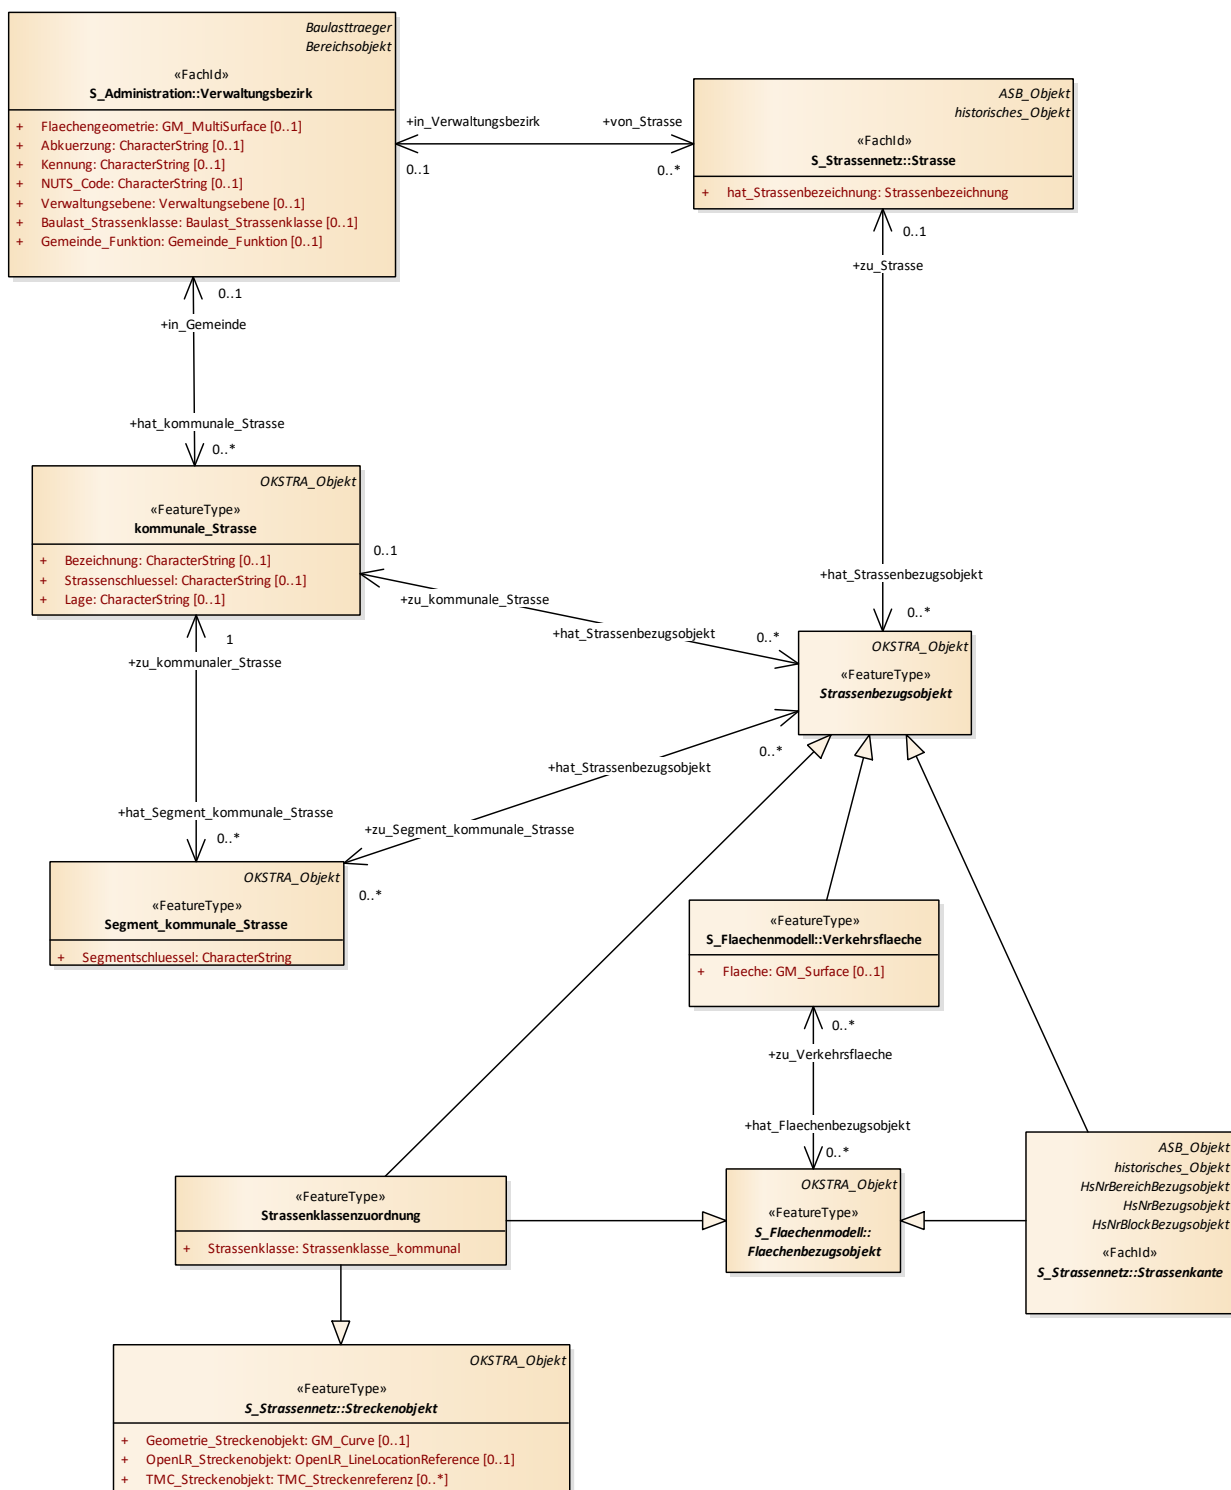 Baulasttraeger
Bereichsobjekt
«FachId»
S_Administration::Verwaltungsbezirk
+ Flaechengeometrie: GM_MultiSurface [0..1]
+ Abkuerzung: CharacterString [0..1]
+ Kennung: CharacterString [0..1]
+ NUTS_Code: CharacterString [0..1]
+ Verwaltungsebene: Verwaltungsebene [0..1]
+ Baulast_Strassenklasse: Baulast_Strassenklasse [0..1]
+ Gemeinde_Funktion: Gemeinde_Funktion [0..1]
+in_Verwaltungsbezirk
+von_Strasse
0..1
0..*
ASB_Objekt
historisches_Objekt
«FachId»
S_Strassennetz::Strasse
+ hat_Strassenbezeichnung: Strassenbezeichnung
0..1
+zu_Strasse
0..1
+in_Gemeinde
+hat_kommunale_Strasse
0..*
OKSTRA_Objekt
«FeatureType»
kommunale_Strasse
+ Bezeichnung: CharacterString [0..1]
+ Strassenschluessel: CharacterString [0..1]
+ Lage: CharacterString [0..1]
0..1
+zu_kommunale_Strasse
+hat_Strassenbezugsobjekt
0..*
+hat_Strassenbezugsobjekt
0..*
OKSTRA_Objekt
«FeatureType»
Strassenbezugsobjekt
1
+zu_kommunaler_Strasse
0..*
+hat_Strassenbezugsobjekt
+hat_Segment_kommunale_Strasse
0..*
+zu_Segment_kommunale_Strasse
0..*
OKSTRA_Objekt
«FeatureType»
Segment_kommunale_Strasse
+ Segmentschluessel: CharacterString
«FeatureType»
S_Flaechenmodell::Verkehrsflaeche
+ Flaeche: GM_Surface [0..1]
0..*
+zu_Verkehrsflaeche
+hat_Flaechenbezugsobjekt
0..*
OKSTRA_Objekt
«FeatureType»
S_Flaechenmodell::
Flaechenbezugsobjekt
ASB_Objekt
historisches_Objekt
HsNrBereichBezugsobjekt
HsNrBezugsobjekt
HsNrBlockBezugsobjekt
«FachId»
S_Strassennetz::Strassenkante
«FeatureType»
Strassenklassenzuordnung
+ Strassenklasse: Strassenklasse_kommunal
OKSTRA_Objekt
«FeatureType»
S_Strassennetz::Streckenobjekt
+ Geometrie_Streckenobjekt: GM_Curve [0..1]
+ OpenLR_Streckenobjekt: OpenLR_LineLocationReference [0..1]
+ TMC_Streckenobjekt: TMC_Streckenreferenz [0..*]